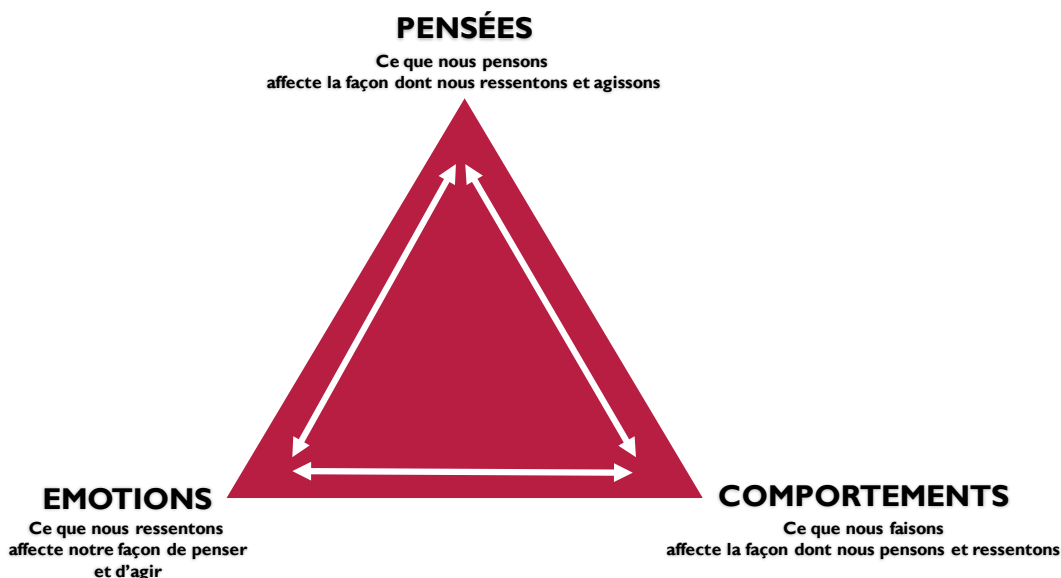 PENSÉES
Ce que nous pensons
affecte la façon dont nous ressentons et agissons
EMOTIONS
Ce que nous ressentons
affecte notre façon de penser
et d'agir
COMPORTEMENTS
Ce que nous faisons
affecte la façon dont nous pensons et ressentons